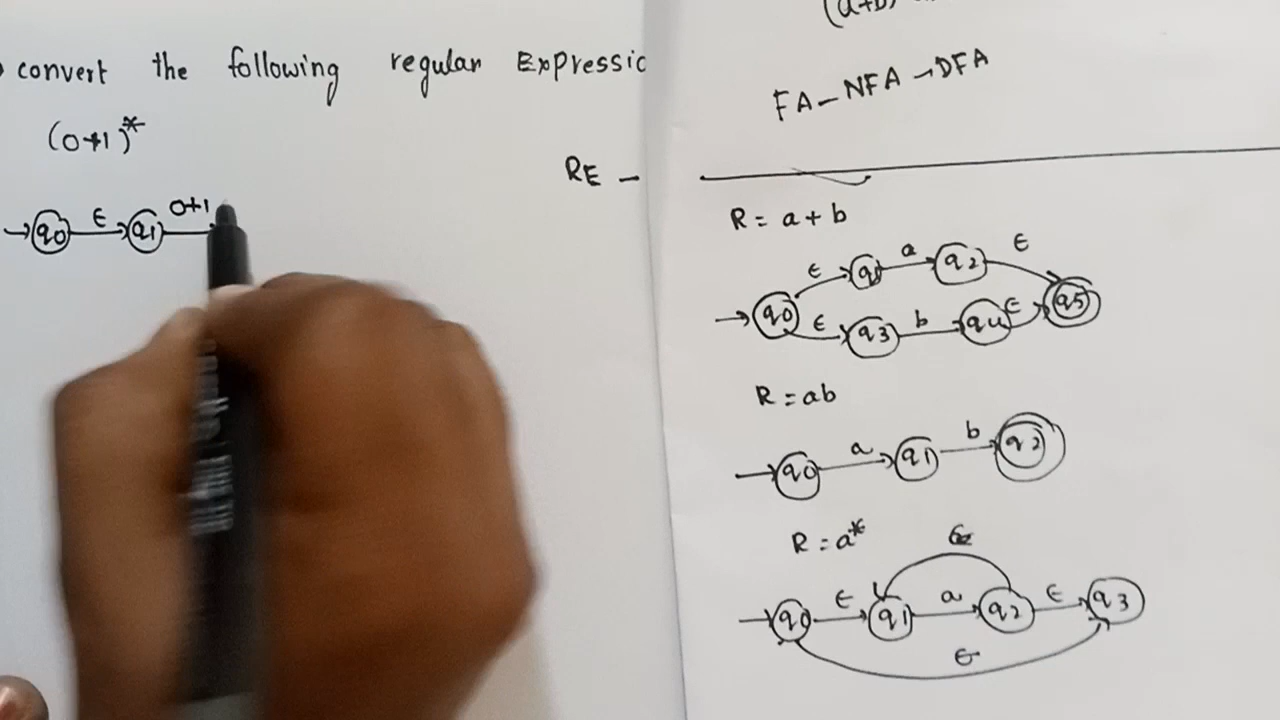 convert the following regular Expressic
(0+1)*
q0 ε q1 0+1
RE -
FA - NFA → DFA
R = a + b
q0 ε q1 a q2 ε
ε q3 b q4 ε q5
R = ab
q0 a q1 b q2
R = a*
ε
q0 ε q1 a q2 ε q3
ε